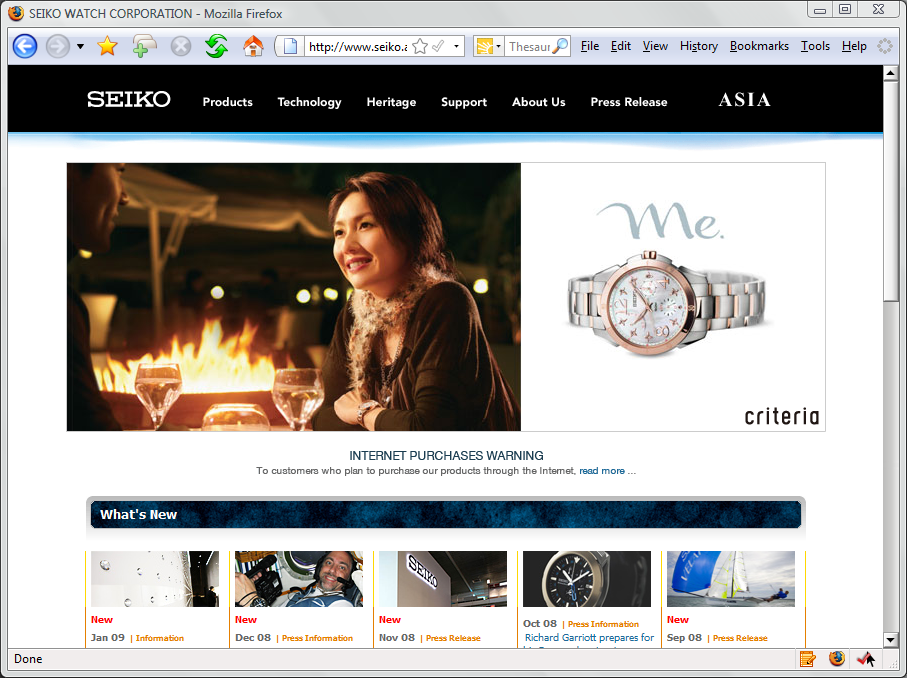 SEIKO WATCH CORPORATION - Mozilla Firefox
http://www.seiko.a
Thesaur
File Edit View History Bookmarks Tools Help
SEIKO Products Technology Heritage Support About Us Press Release ASIA
Me.
SEIKO
criteria
INTERNET PURCHASES WARNING
To customers who plan to purchase our products through the Internet, read more ...
What's New
SEIKO
New
Jan 09 | Information
New
Dec 08 | Press Information
New
Nov 08 | Press Release
Oct 08 | Press Information
Richard Garriott prepares for
New
Sep 08 | Press Release
Done